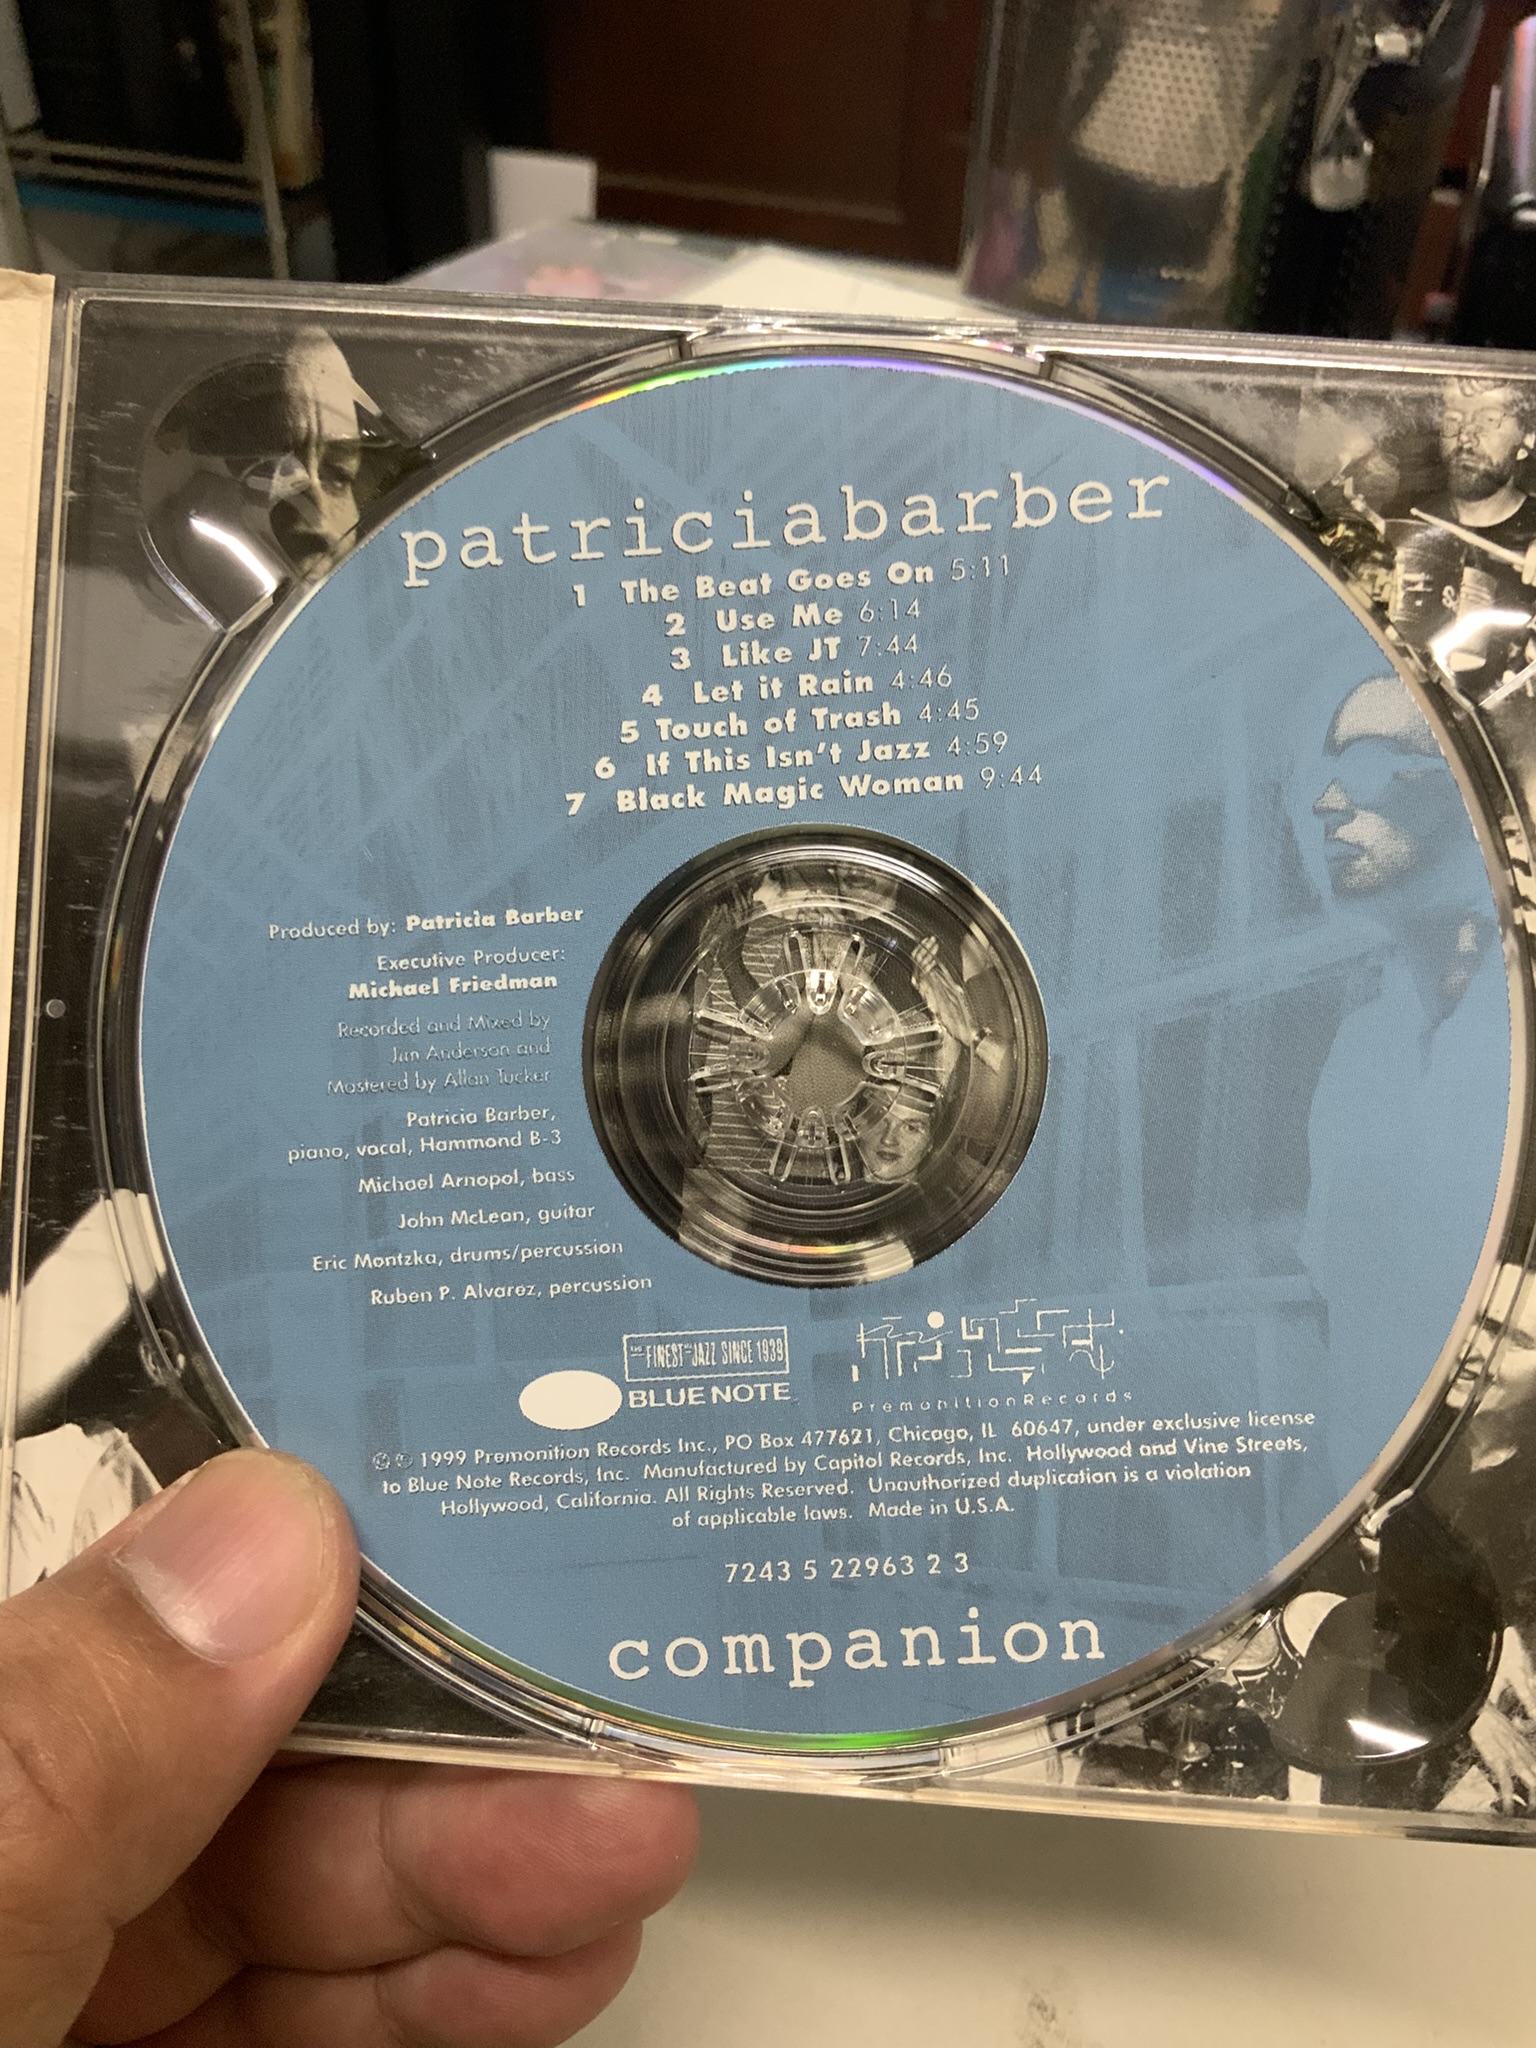 patriciabarber
1 The Beat Goes On 5:11
2 Use Me 6:14
3 Like JT 7:44
4 Let it Rain 4:46
5 Touch of Trash 4:45
6 If This Isn't Jazz 4:59
7 Black Magic Woman 9:44
Produced by: Patricia Barber
Executive Producer:
Michael Friedman
Recorded and Mixed by
Jim Anderson and
Mastered by Allan Tucker
Patricia Barber,
piano, vocal, Hammond B-3
Michael Arnopol, bass
John McLean, guitar
Eric Montzka, drums/percussion
Ruben P. Alvarez, percussion
THE FINEST IN JAZZ SINCE 1939
BLUE NOTE
PremonitionRecords
℗ © 1999 Premonition Records Inc., PO Box 477621, Chicago, IL 60647, under exclusive license
to Blue Note Records, Inc. Manufactured by Capitol Records, Inc. Hollywood and Vine Streets,
Hollywood, California. All Rights Reserved. Unauthorized duplication is a violation
of applicable laws. Made in U.S.A.
7243 5 22963 2 3
companion